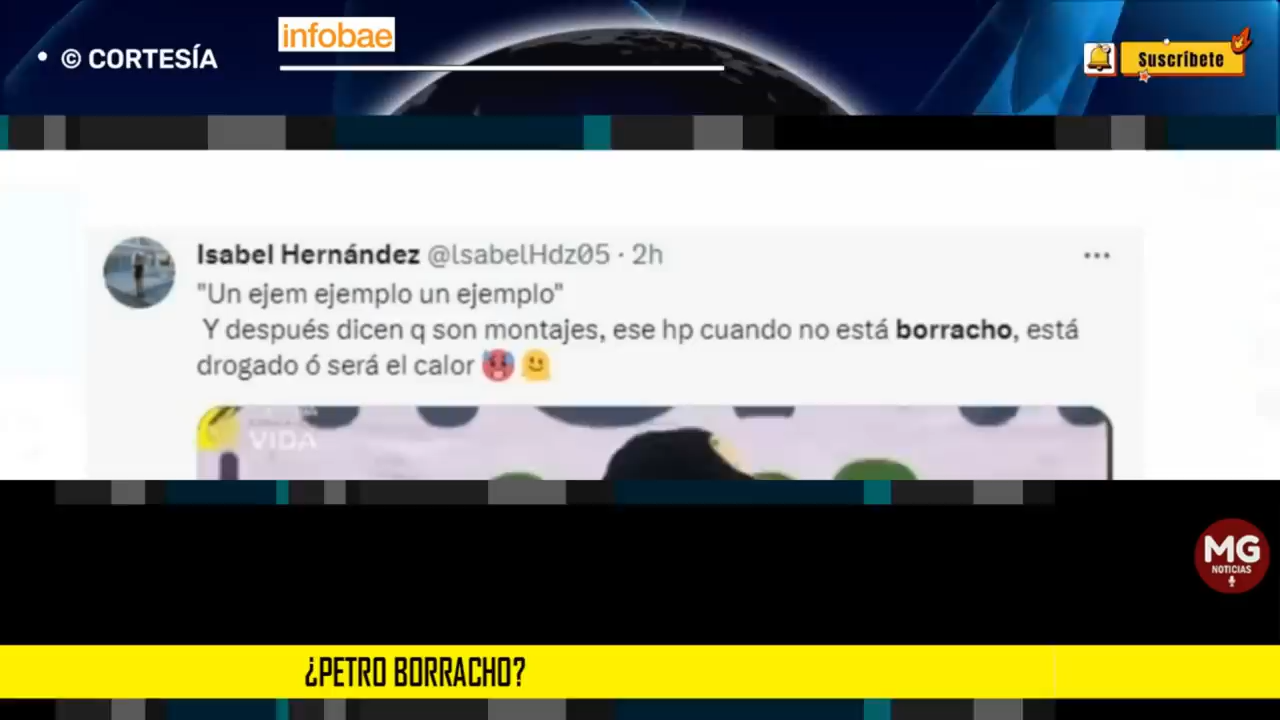 infobae
• © CORTESÍA
Suscríbete
Isabel Hernández @lsabelHdz05 · 2h
"Un ejem ejemplo un ejemplo"
Y después dicen q son montajes, ese hp cuando no está borracho, está
drogado ó será el calor 🥵 🫠
VIDA
MG
NOTICIAS
¿PETRO BORRACHO?